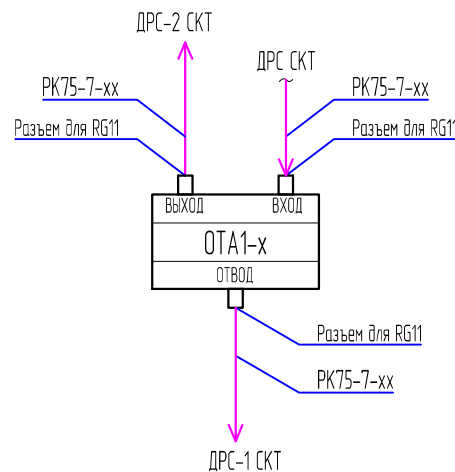 ДРС-2 СКТ
ДРС СКТ
РК75-7-хх
РК75-7-хх
Разъем для RG11
Разъем для RG11
ВЫХОД
ВХОД
ОТА1-х
ОТВОД
Разъем для RG11
РК75-7-хх
ДРС-1 СКТ